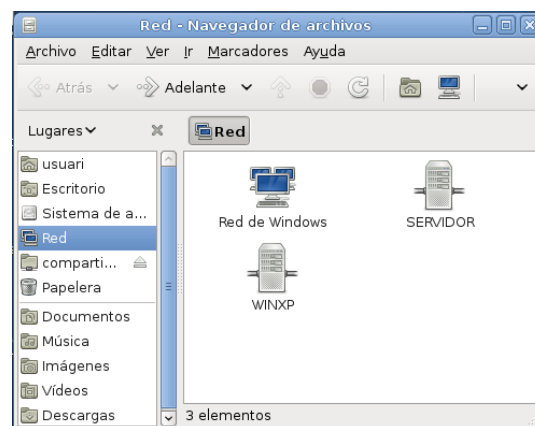 Red - Navegador de archivos
Archivo Editar Ver Ir Marcadores Ayuda
Atrás Adelante
Lugares Red
usuari
Escritorio
Sistema de a...
Red
comparti...
Papelera
Documentos
Música
Imágenes
Vídeos
Descargas
Red de Windows SERVIDOR
WINXP
3 elementos